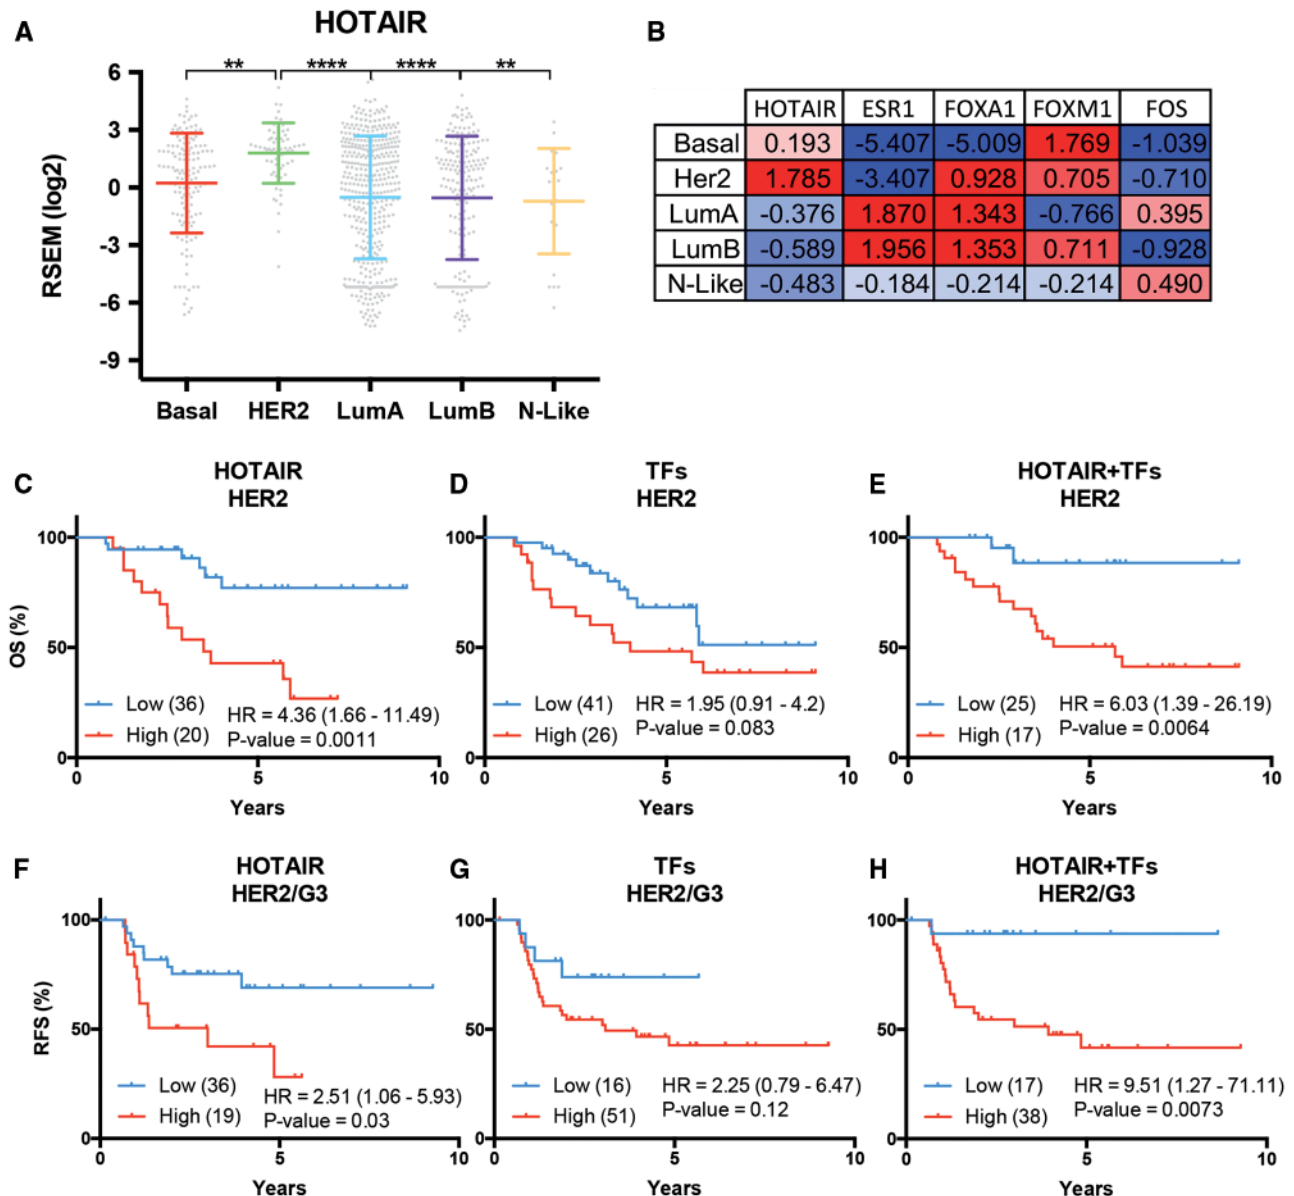 A
HOTAIR
B
** **** **** **
RSEM (log2)
6
3
0
-3
-6
-9
Basal HER2 LumA LumB N-Like
HOTAIR ESR1 FOXA1 FOXM1 FOS
Basal 0.193 -5.407 -5.009 1.769 -1.039
Her2 1.785 -3.407 0.928 0.705 -0.710
LumA -0.376 1.870 1.343 -0.766 0.395
LumB -0.589 1.956 1.353 0.711 -0.928
N-Like -0.483 -0.184 -0.214 -0.214 0.490
C
HOTAIR
HER2
OS (%)
100
50
0
Low (36)
High (20)
HR = 4.36 (1.66 - 11.49)
P-value = 0.0011
0 5 10
Years
D
TFs
HER2
100
50
0
Low (41)
High (26)
HR = 1.95 (0.91 - 4.2)
P-value = 0.083
0 5 10
Years
E
HOTAIR+TFs
HER2
100
50
0
Low (25)
High (17)
HR = 6.03 (1.39 - 26.19)
P-value = 0.0064
0 5 10
Years
F
HOTAIR
HER2/G3
RFS (%)
100
50
0
Low (36)
High (19)
HR = 2.51 (1.06 - 5.93)
P-value = 0.03
0 5 10
Years
G
TFs
HER2/G3
100
50
0
Low (16)
High (51)
HR = 2.25 (0.79 - 6.47)
P-value = 0.12
0 5 10
Years
H
HOTAIR+TFs
HER2/G3
100
50
0
Low (17)
High (38)
HR = 9.51 (1.27 - 71.11)
P-value = 0.0073
0 5 10
Years